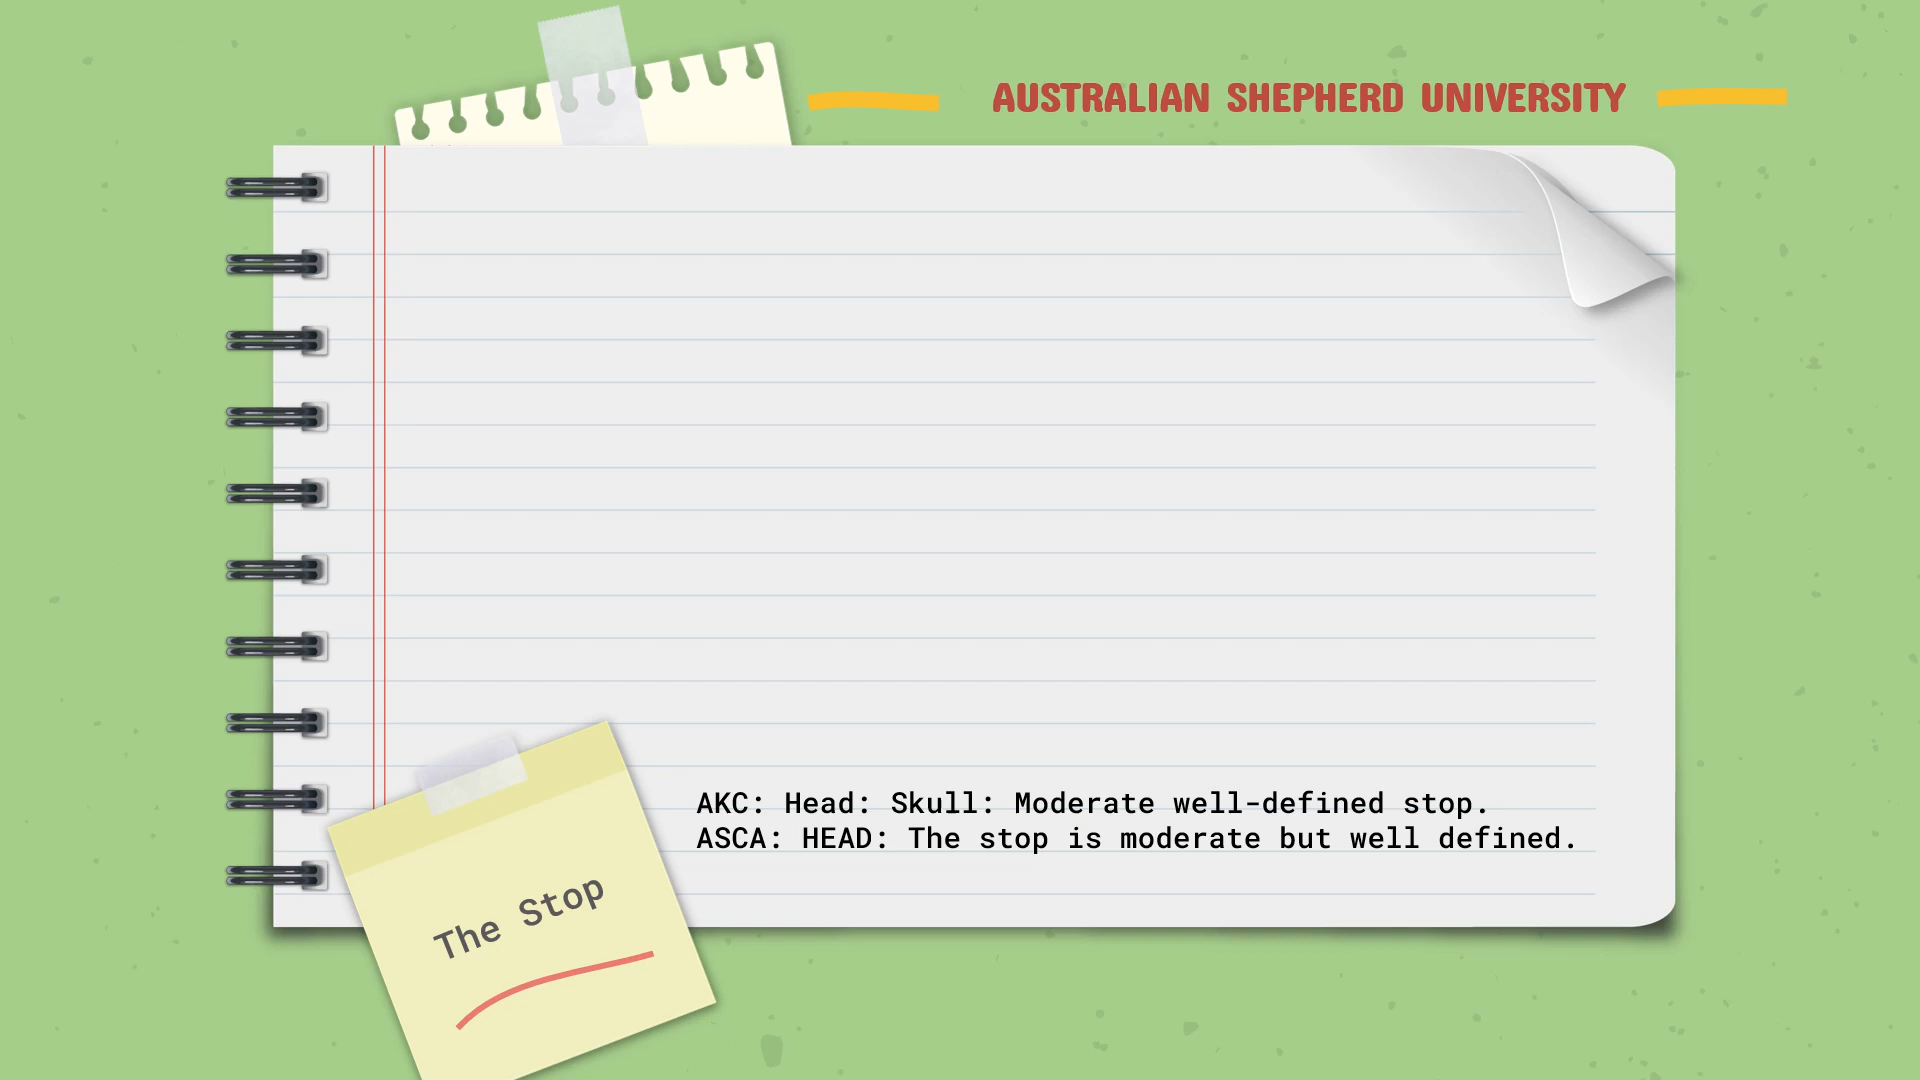 AUSTRALIAN SHEPHERD UNIVERSITY
AKC: Head: Skull: Moderate well-defined stop.
ASCA: HEAD: The stop is moderate but well defined.
The Stop